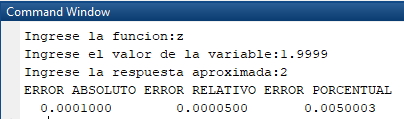 Command Window
Ingrese la funcion:z
Ingrese el valor de la variable:1.9999
Ingrese la respuesta aproximada:2
ERROR ABSOLUTO ERROR RELATIVO ERROR PORCENTUAL
0.0001000 0.0000500 0.0050003